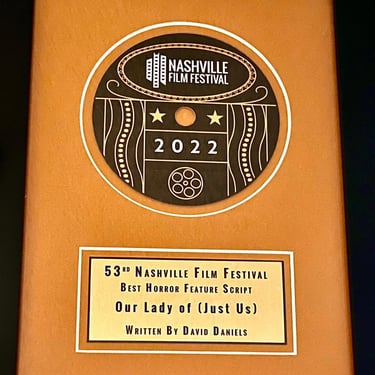 NASHVILLE
FILM FESTIVAL
2022
53RD NASHVILLE FILM FESTIVAL
BEST HORROR FEATURE SCRIPT
OUR LADY OF (JUST US)
WRITTEN BY DAVID DANIELS